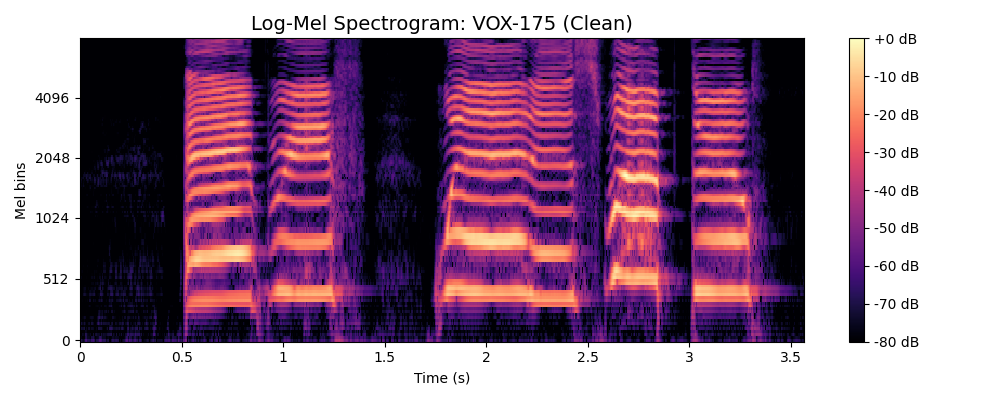 Log-Mel Spectrogram: VOX-175 (Clean)
Mel bins
4096
2048
1024
512
0
0 0.5 1 1.5 2 2.5 3 3.5
Time (s)
+0 dB
-10 dB
-20 dB
-30 dB
-40 dB
-50 dB
-60 dB
-70 dB
-80 dB